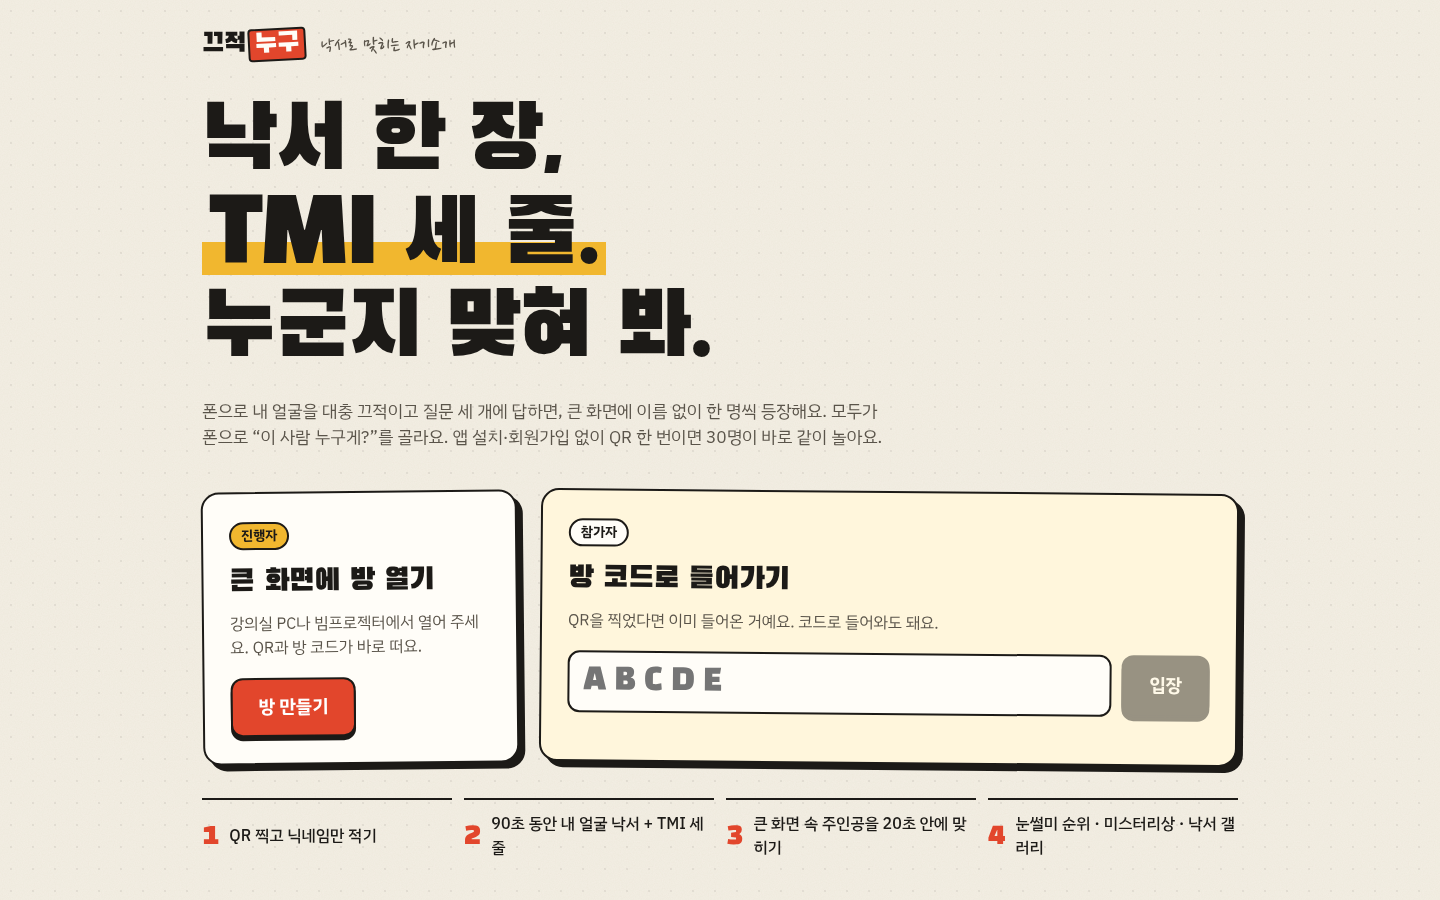 끄적누구 낙서로 맞히는 자기소개
낙서 한 장,
TMI 세 줄.
누군지 맞혀 봐.
폰으로 내 얼굴을 대충 끄적이고 질문 세 개에 답하면, 큰 화면에 이름 없이 한 명씩 등장해요. 모두가
폰으로 “이 사람 누구게?”를 골라요. 앱 설치·회원가입 없이 QR 한 번이면 30명이 바로 같이 놀아요.
진행자
큰 화면에 방 열기
강의실 PC나 빔프로젝터에서 열어 주세
요. QR과 방 코드가 바로 떠요.
방 만들기
참가자
방 코드로 들어가기
QR을 찍었다면 이미 들어온 거예요. 코드로 들어와도 돼요.
ABCDE
입장
1 QR 찍고 닉네임만 적기
2 90초 동안 내 얼굴 낙서 + TMI 세
줄
3 큰 화면 속 주인공을 20초 안에 맞
히기
4 눈썰미 순위 · 미스터리상 · 낙서 갤
러리